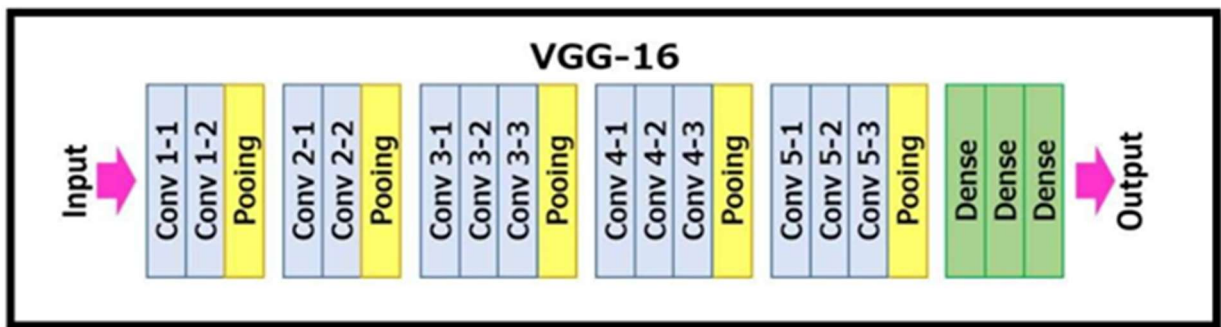 VGG-16
Input
Conv 1-1
Conv 1-2
Pooing
Conv 2-1
Conv 2-2
Pooing
Conv 3-1
Conv 3-2
Conv 3-3
Pooing
Conv 4-1
Conv 4-2
Conv 4-3
Pooing
Conv 5-1
Conv 5-2
Conv 5-3
Pooing
Dense
Dense
Dense
Output